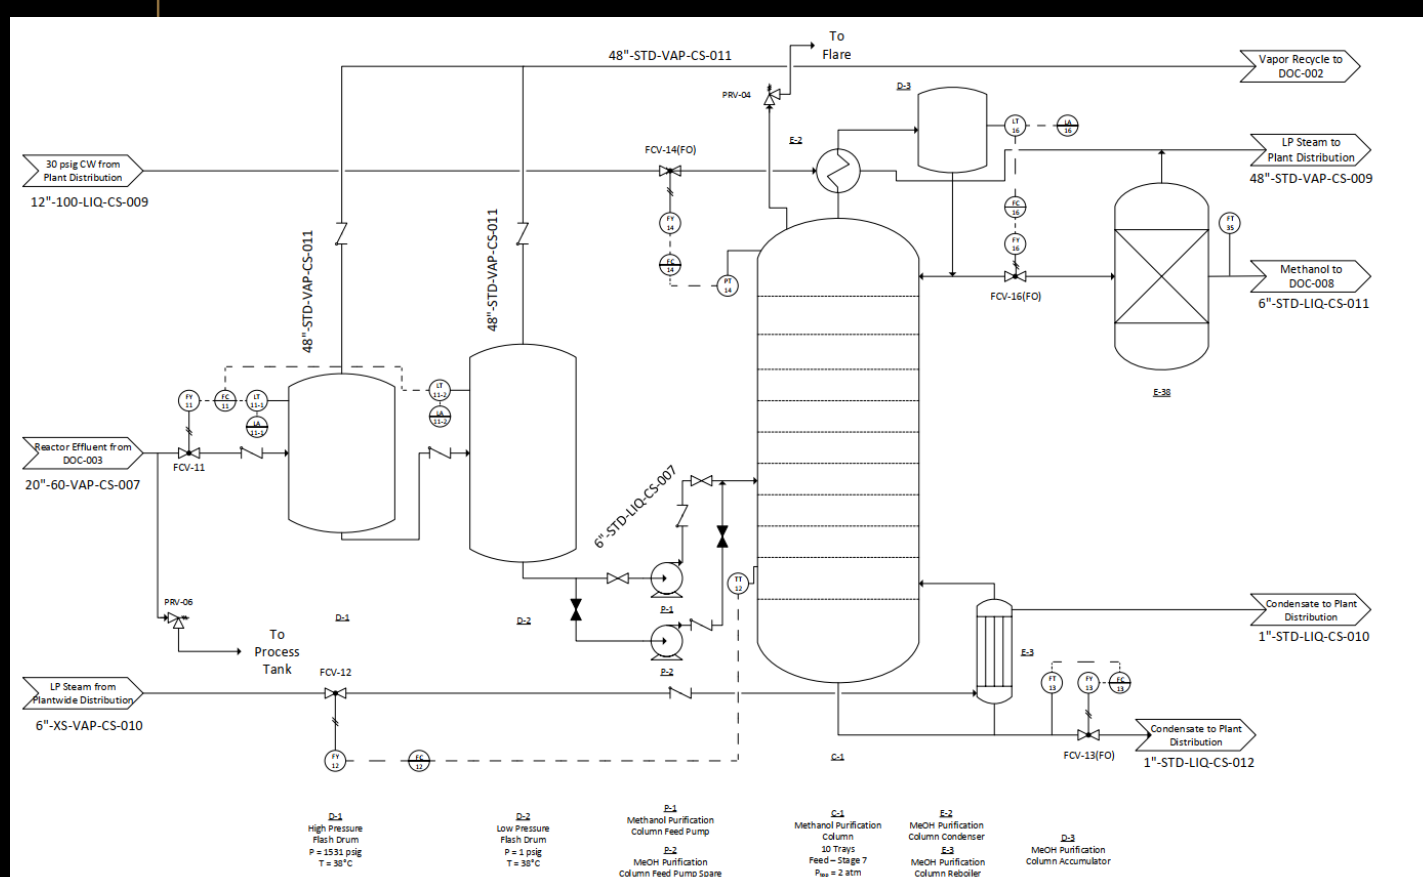 To
Flare
48"-STD-VAP-CS-011
Vapor Recycle to
DOC-002
PRV-04
D-3
LT
16
LA
16
E-2
FCV-14(FO)
30 psig CW from
Plant Distribution
12"-100-LIQ-CS-009
LP Steam to
Plant Distribution
48"-STD-VAP-CS-009
FC
16
FY
16
FT
35
FY
14
FC
14
PT
14
48"-STD-VAP-CS-011
48"-STD-VAP-CS-011
Methanol to
DOC-008
6"-STD-LIQ-CS-011
FCV-16(FO)
E-38
FY
11
FC
11
LT
11-1
LA
11-1
LT
11-2
LA
11-2
Reactor Effluent from
DOC-003
20"-60-VAP-CS-007
FCV-11
6"-STD-LIQ-CS-007
TT
12
P-1
P-2
PRV-06
To
Process
Tank
D-1
D-2
Condensate to Plant
Distribution
1"-STD-LIQ-CS-010
E-3
FCV-12
LP Steam from
Plantwide Distribution
6"-XS-VAP-CS-010
FT
13
FY
13
FC
13
Condensate to Plant
Distribution
1"-STD-LIQ-CS-012
FCV-13(FO)
FY
12
FC
12
C-1
D-1
High Pressure
Flash Drum
P = 1531 psig
T = 38°C
D-2
Low Pressure
Flash Drum
P = 1 psig
T = 38°C
P-1
Methanol Purification
Column Feed Pump
P-2
MeOH Purification
Column Feed Pump Spare
C-1
Methanol Purification
Column
10 Trays
Feed – Stage 7
Ptop = 2 atm
E-2
MeOH Purification
Column Condenser
E-3
MeOH Purification
Column Reboiler
D-3
MeOH Purification
Column Accumulator